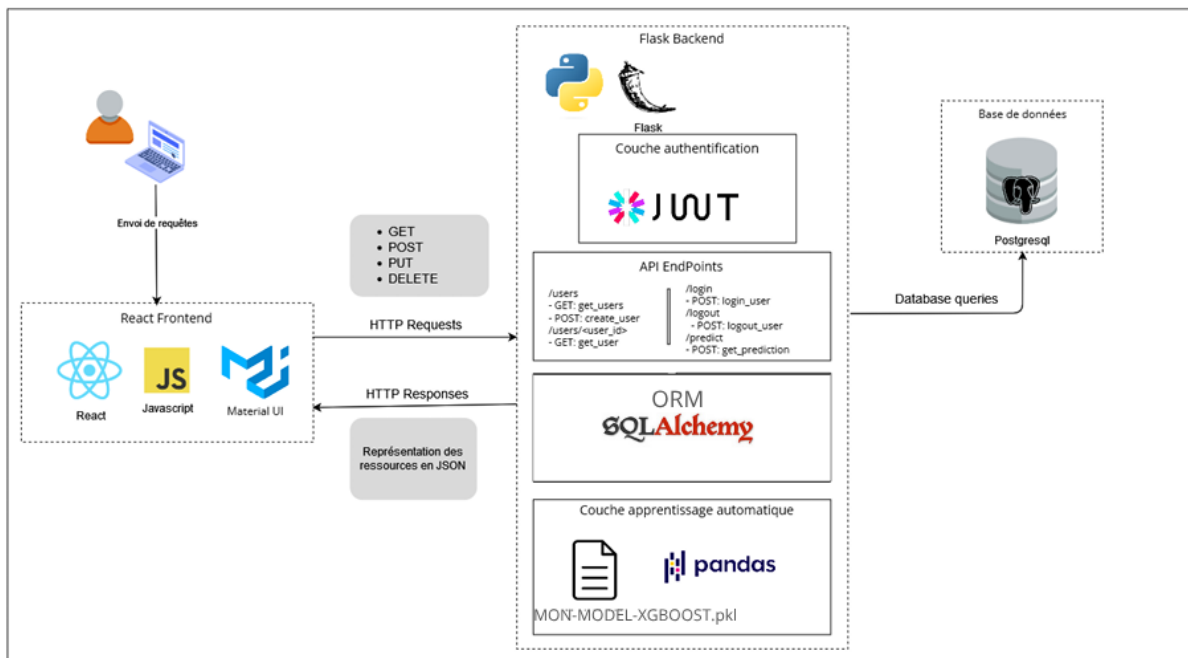 Envoi de requêtes
React Frontend
React
JS
Javascript
Material UI
• GET
• POST
• PUT
• DELETE
HTTP Requests
HTTP Responses
Représentation des
ressources en JSON
Flask Backend
Flask
Couche authentification
JWT
API EndPoints
/users
- GET: get_users
- POST: create_user
/users/<user_id>
- GET: get_user
/login
- POST: login_user
/logout
- POST: logout_user
/predict
- POST: get_prediction
ORM
SQLAlchemy
Couche apprentissage automatique
pandas
MON-MODEL-XGBOOST.pkl
Database queries
Base de données
Postgresql